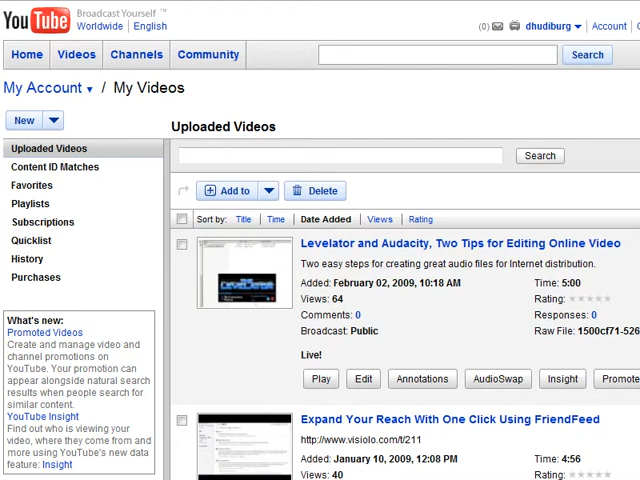 YouTube Broadcast Yourself ™
Worldwide | English
(0) dhudiburg ▼ | Account |
Home Videos Channels Community Search
My Account ▼ / My Videos
New
Uploaded Videos
Content ID Matches
Favorites
Playlists
Subscriptions
Quicklist
History
Purchases
What's new:
Promoted Videos
Create and manage video and
channel promotions on
YouTube. Your promotion can
appear alongside natural search
results when people search for
similar content.
YouTube Insight
Find out who is viewing your
video, where they come from and
more using YouTube's new data
feature: Insight
Uploaded Videos
Search
Add to Delete
Sort by: Title | Time | Date Added | Views | Rating
THE LEVELATOR
Levelator and Audacity, Two Tips for Editing Online Video
Two easy steps for creating great audio files for Internet distribution.
Added: February 02, 2009, 10:18 AM Time: 5:00
Views: 64 Rating:
Comments: 0 Responses: 0
Broadcast: Public Raw File: 1500cf71-526
Live!
Play Edit Annotations AudioSwap Insight Promote
Expand Your Reach With One Click Using FriendFeed
http://www.visiolo.com/t/211
Added: January 10, 2009, 12:08 PM Time: 4:56
Views: 40 Rating: